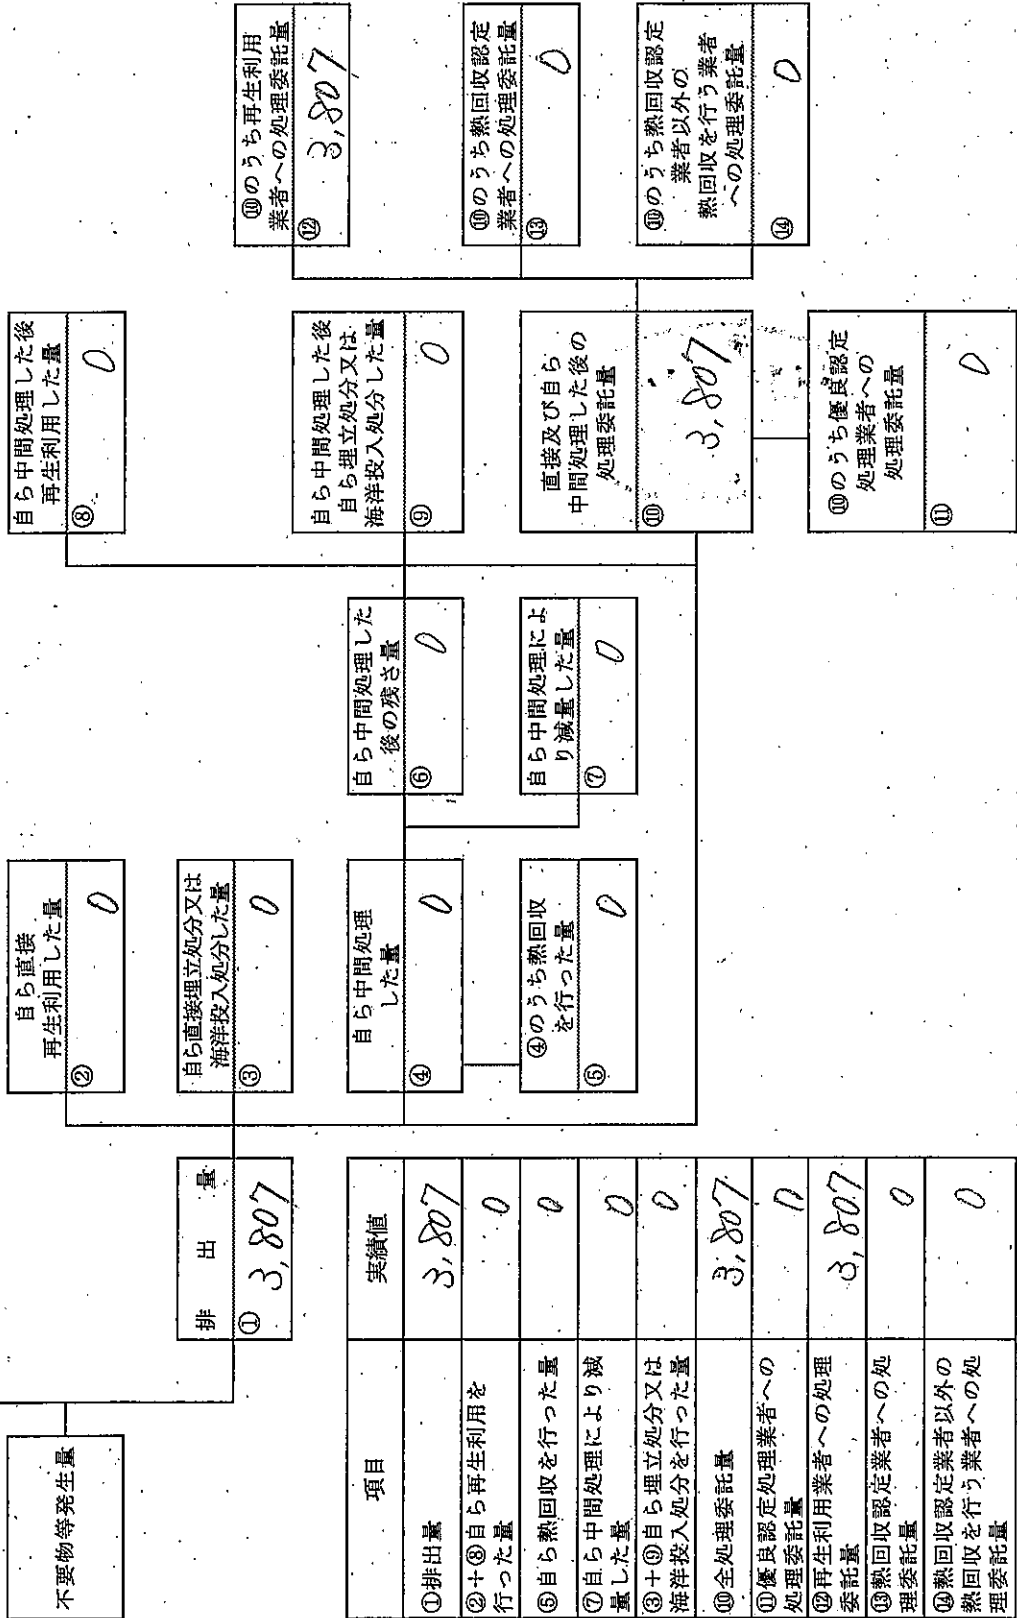 不要物等発生量
排出量
① 3,807
自ら直接
再生利用した量
② 0
自ら直接埋立処分又は
海洋投入処分した量
③ 0
自ら中間処理
した量
④ 0
④のうち熱回収
を行った量
⑤ 0
自ら中間処理した
後の残さ量
⑥ 0
自ら中間処理によ
り減量した量
⑦ 0
自ら中間処理した後
再生利用した量
⑧ 0
自ら中間処理した後
自ら埋立処分又は
海洋投入処分した量
⑨ 0
直接及び自ら
中間処理した後の
処理委託量
⑩ 3,807
⑩のうち優良認定
処理業者への
処理委託量
⑪ 0
⑩のうち再生利用
業者への処理委託量
⑫ 3,807
⑩のうち熱回収認定
業者への処理委託量
⑬ 0
⑩のうち熱回収認定
業者以外の
熱回収を行う業者
への処理委託量
⑭ 0
項目 実績値
①排出量 3,807
②+⑧自ら再生利用を
行った量 0
⑤自ら熱回収を行った量 0
⑦自ら中間処理により減
量した量 0
③+⑨自ら埋立処分又は
海洋投入処分を行った量 0
⑩全処理委託量 3,807
⑪優良認定処理業者への
処理委託量 0
⑫再生利用業者への処理
委託量 3,807
⑬熱回収認定業者への処
理委託量 0
⑭熱回収認定業者以外の
熱回収を行う業者への処
理委託量 0